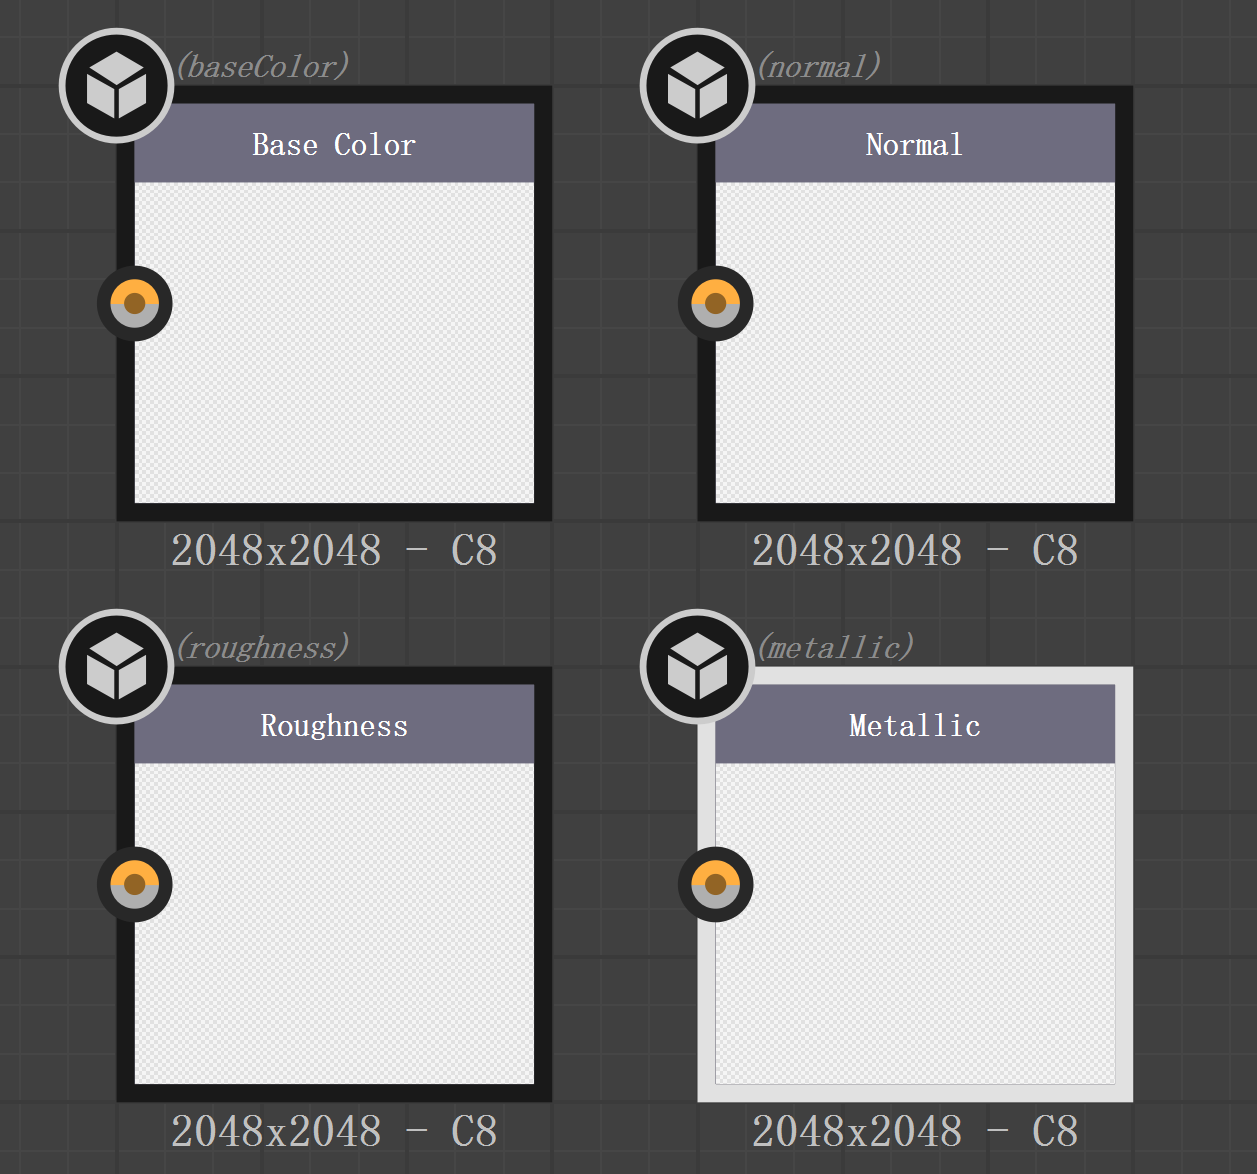 (baseColor)
Base Color
2048x2048 - C8
(normal)
Normal
2048x2048 - C8
(roughness)
Roughness
2048x2048 - C8
(metallic)
Metallic
2048x2048 - C8